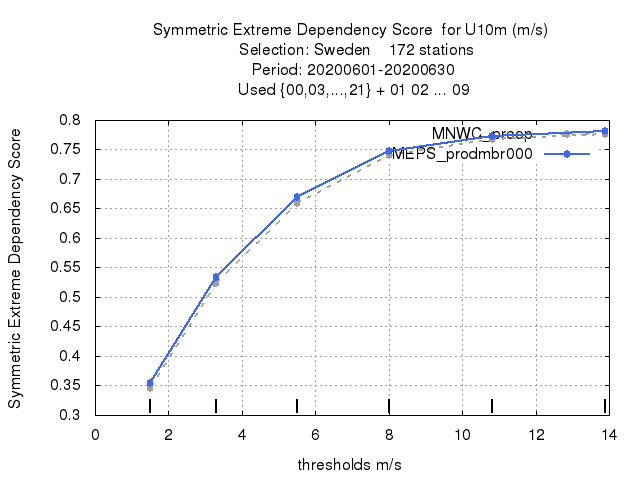 Symmetric Extreme Dependency Score for U10m (m/s)
Selection: Sweden 172 stations
Period: 20200601-20200630
Used {00,03,...,21} + 01 02 ... 09
Symmetric Extreme Dependency Score
0.8
0.75
0.7
0.65
0.6
0.55
0.5
0.45
0.4
0.35
0.3
MNWC_preop
MEPS_prodmbr000
0 2 4 6 8 10 12 14
thresholds m/s